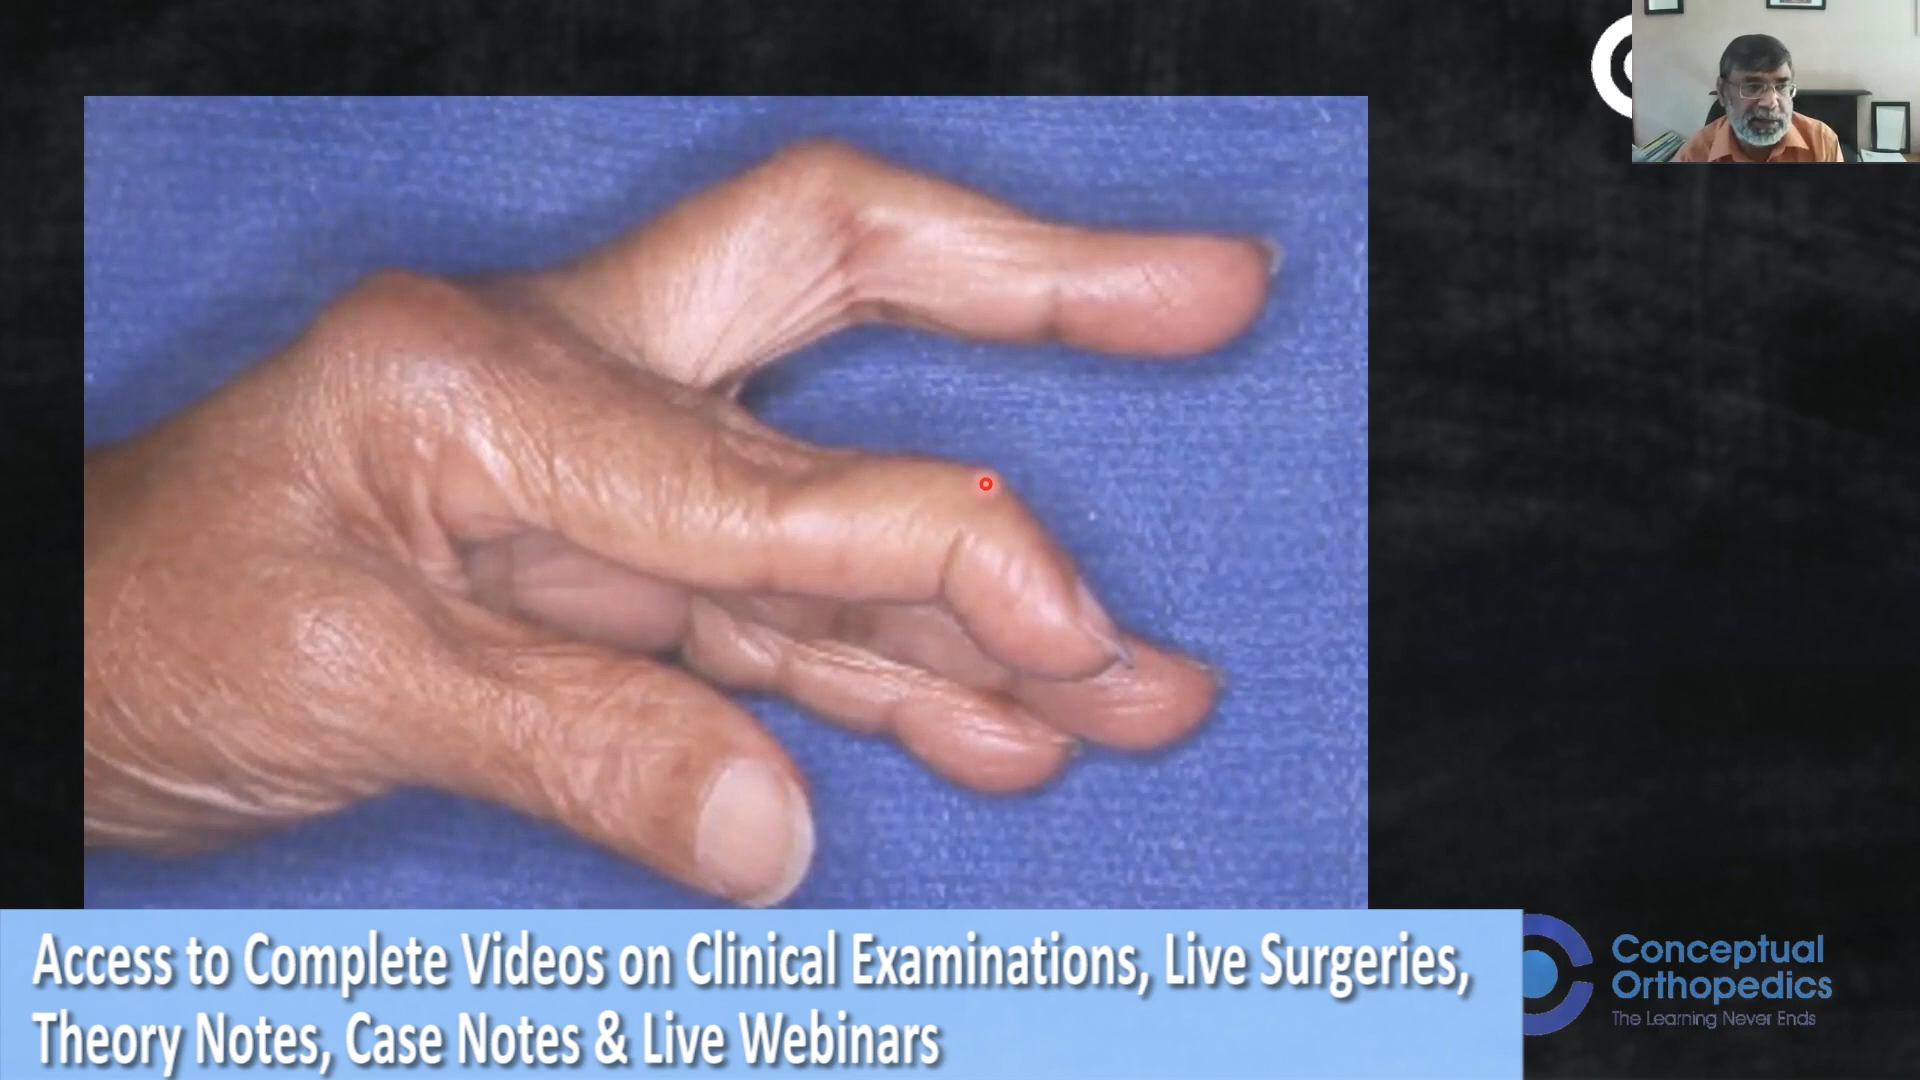 Access to Complete Videos on Clinical Examinations, Live Surgeries,
Theory Notes, Case Notes & Live Webinars
Conceptual
Orthopedics
The Learning Never Ends